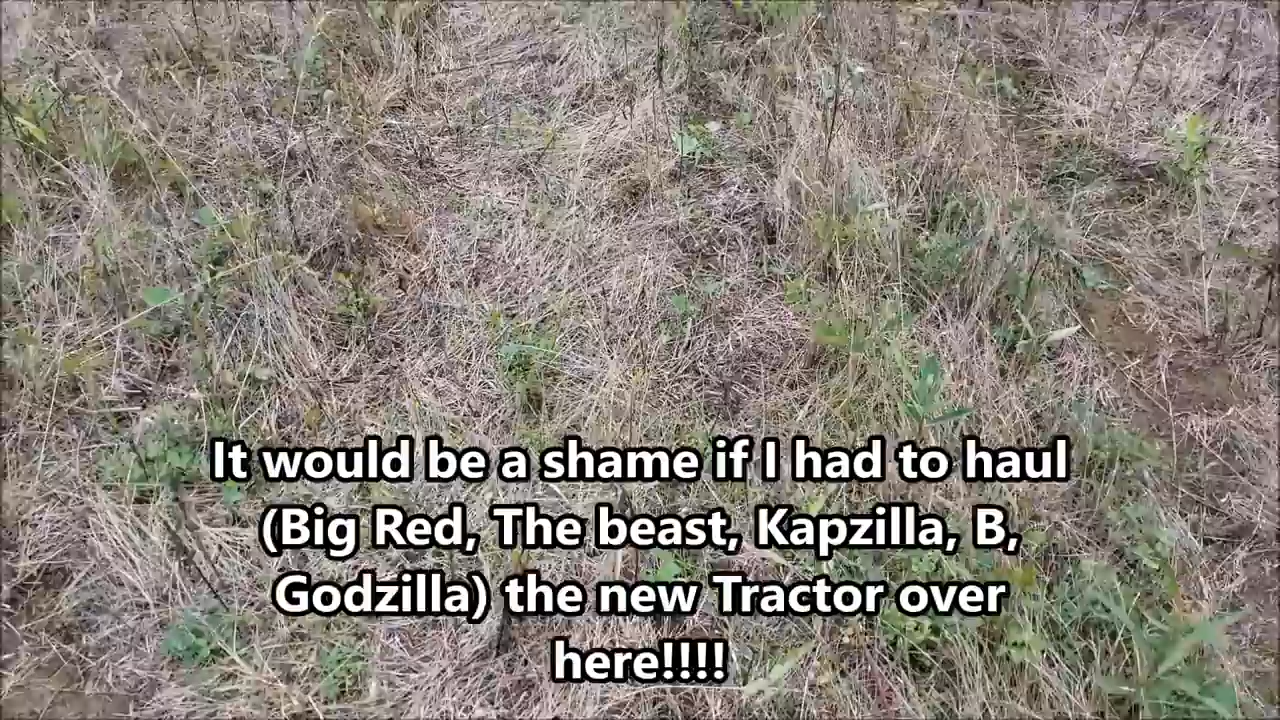 It would be a shame if I had to haul
(Big Red, The beast, Kapzilla, B,
Godzilla) the new Tractor over
here!!!!